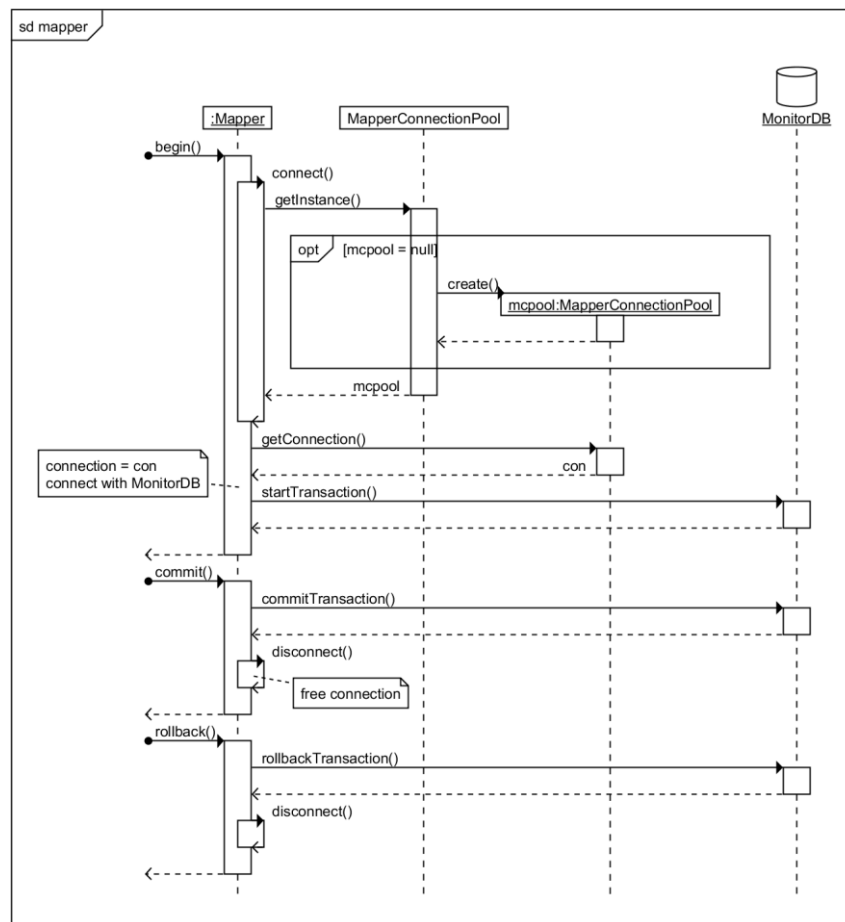 sd mapper
:Mapper
MapperConnectionPool
MonitorDB
begin()
connect()
getInstance()
opt
[mcpool = null]
create()
mcpool:MapperConnectionPool
mcpool
getConnection()
connection = con
connect with MonitorDB
con
startTransaction()
commit()
commitTransaction()
disconnect()
free connection
rollback()
rollbackTransaction()
disconnect()